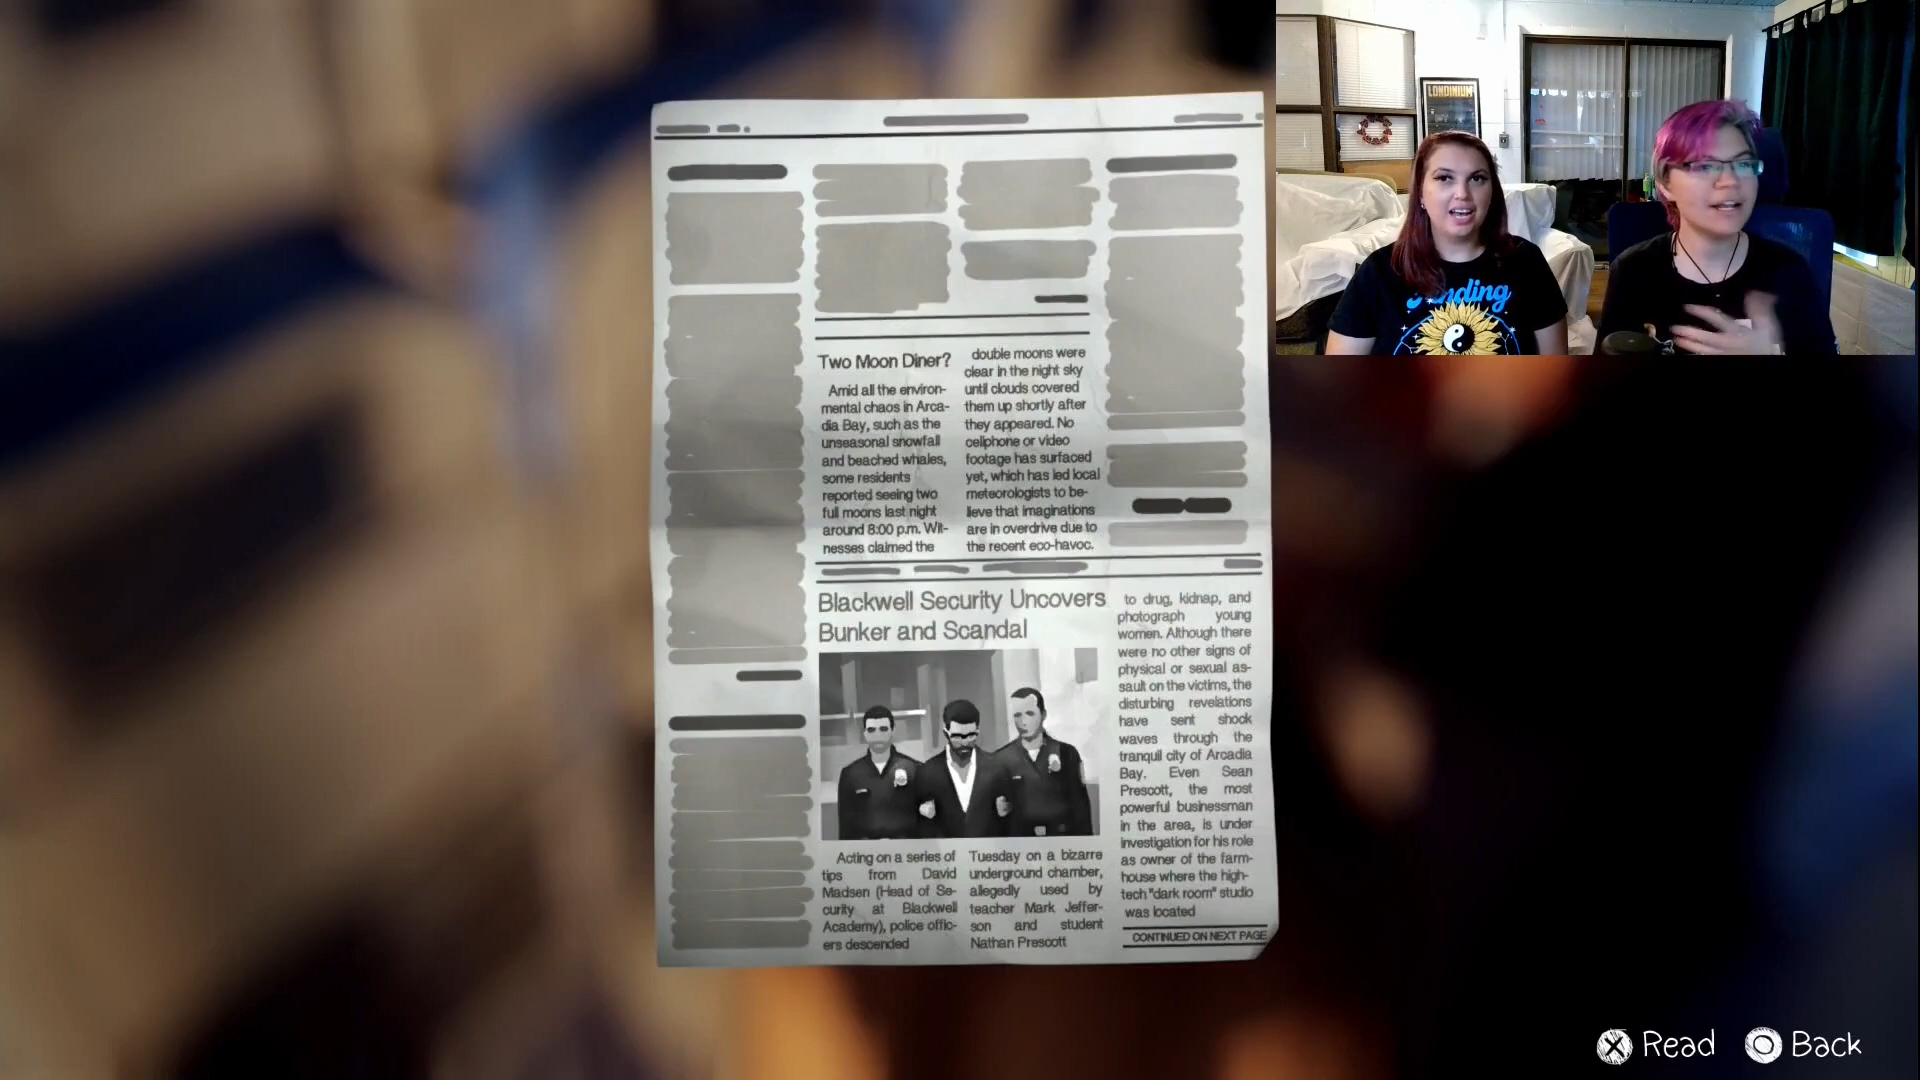 LONDINIUM
Two Moon Diner?
Amid all the environ-
mental chaos in Arca-
dia Bay, such as the
unseasonal snowfall
and beached whales,
some residents
reported seeing two
full moons last night
around 8:00 p.m. Wit-
nesses claimed the
double moons were
clear in the night sky
until clouds covered
them up shortly after
they appeared. No
cellphone or video
footage has surfaced
yet, which has led local
meteorologists to be-
lieve that imaginations
are in overdrive due to
the recent eco-havoc.
Blackwell Security Uncovers
Bunker and Scandal
Acting on a series of
tips from David
Madsen (Head of Se-
curity at Blackwell
Academy), police offic-
ers descended
Tuesday on a bizarre
underground chamber,
allegedly used by
teacher Mark Jeffer-
son and student
Nathan Prescott
to drug, kidnap, and
photograph young
women. Although there
were no other signs of
physical or sexual as-
sault on the victims, the
disturbing revelations
have sent shock
waves through the
tranquil city of Arcadia
Bay. Even Sean
Prescott, the most
powerful businessman
in the area, is under
investigation for his role
as owner of the farm-
house where the high-
tech "dark room" studio
was located
CONTINUED ON NEXT PAGE
Read
Back